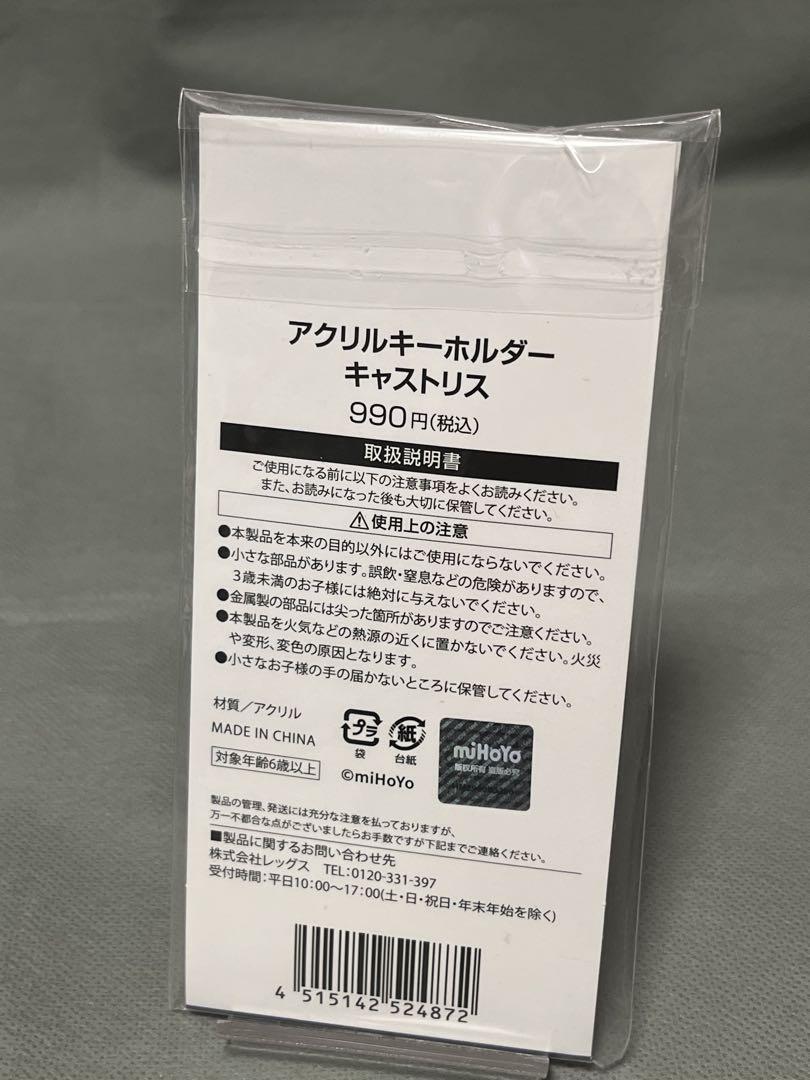 アクリルキーホルダー
キャストリス
990円(税込)
取扱説明書
ご使用になる前に以下の注意事項をよくお読みください。
また、お読みになった後も大切に保管してください。
⚠使用上の注意
●本製品を本来の目的以外にはご使用にならないでください。
●小さな部品があります。誤飲・窒息などの危険がありますので、
3歳未満のお子様には絶対に与えないでください。
●金属製の部品には尖った箇所がありますのでご注意ください。
●本製品を火気などの熱源の近くに置かないでください。火災
や変形、変色の原因となります。
●小さなお子様の手の届かないところに保管してください。
材質/アクリル
MADE IN CHINA
対象年齢6歳以上
プラ
袋
紙
台紙
©miHoYo
miHoYo
版权所有 盗版必究
製品の管理、発送には充分な注意を払っておりますが、
万一不都合な点がございましたらお手数ですが下記までご連絡ください。
■製品に関するお問い合わせ先
株式会社レッグス TEL:0120-331-397
受付時間:平日10:00~17:00(土・日・祝日・年末年始を除く)
4 515142 524872